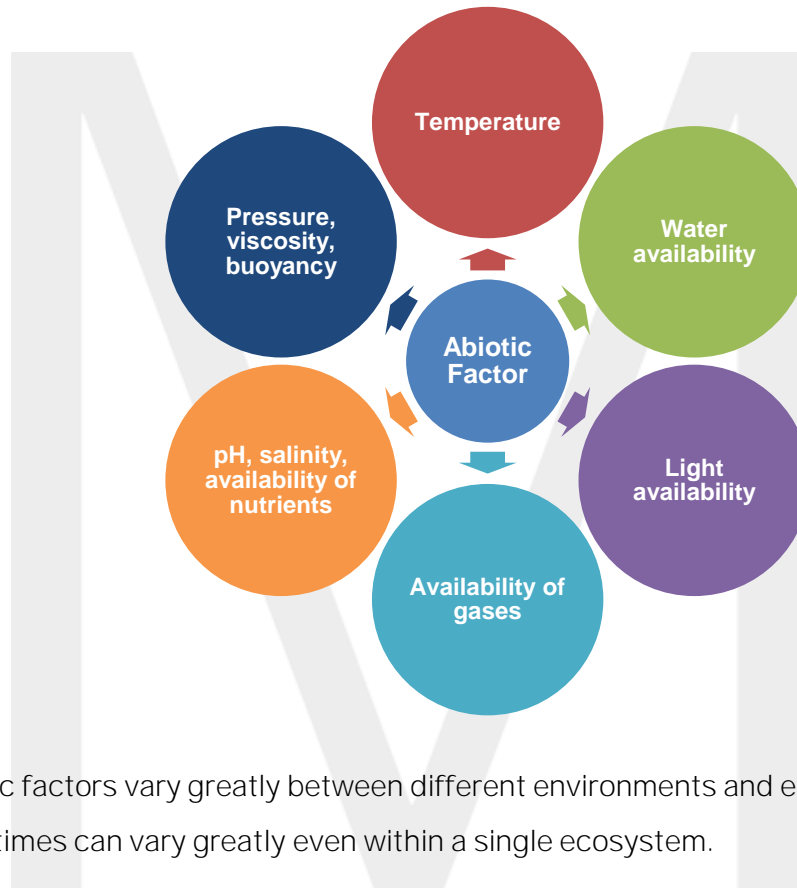 Temperature
Pressure,
viscosity,
buoyancy
Water
availability
Abiotic
Factor
pH, salinity,
availability of
nutrients
Light
availability
Availability of
gases
factors vary greatly between different environments and
can vary greatly even within a single ecosystem.